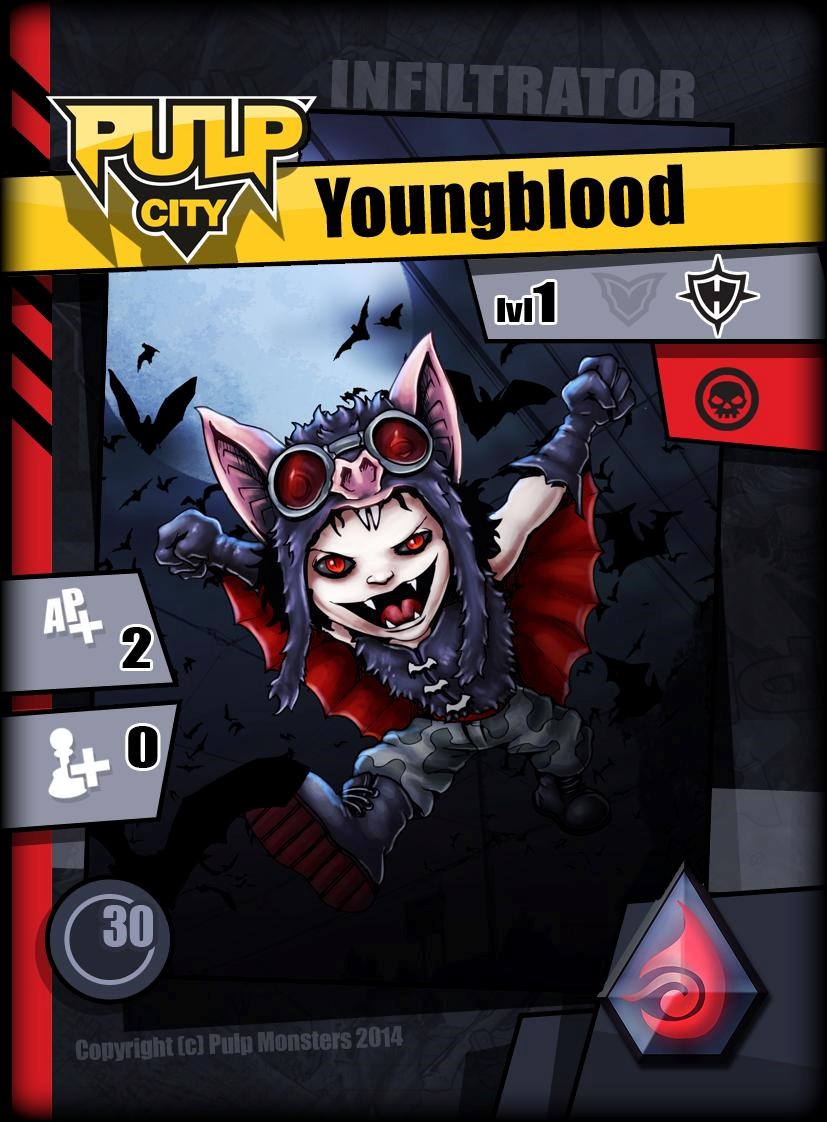 INFILTRATOR
PULP
CITY
Youngblood
lvl1
V
H
AP+
2
+
0
30
Copyright (c) Pulp Monsters 2014